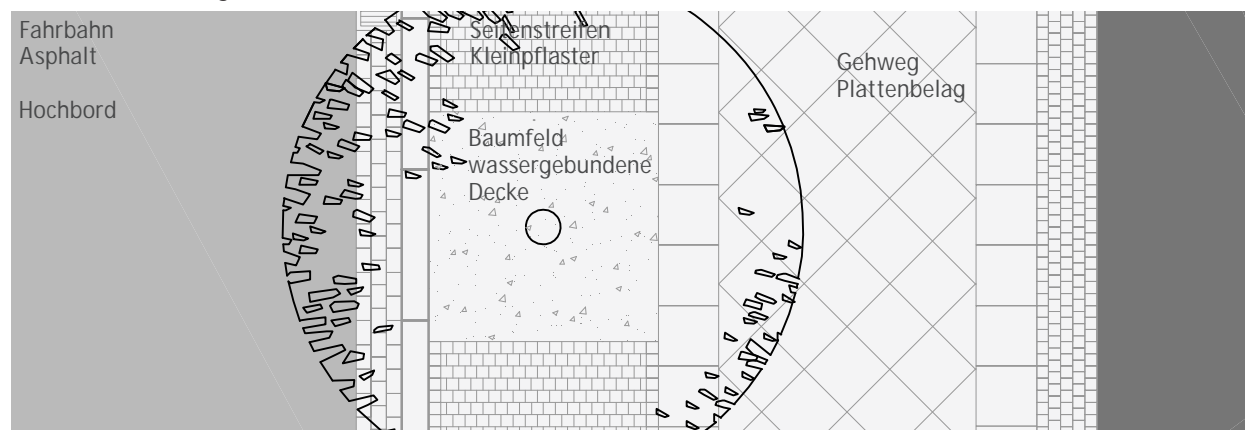 Fahrbahn
Asphalt
Hochbord
Seitenstreifen
Kleinpflaster
Baumfeld
wassergebundene
Decke
Gehweg
Plattenbelag